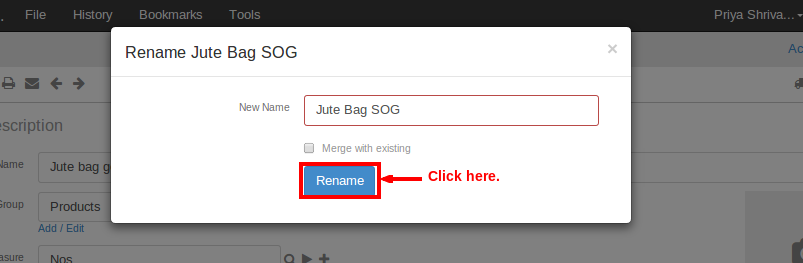 File History Bookmarks Tools Priya Shriva...
Rename Jute Bag SOG ×
Ac
New Name Jute Bag SOG
escription
Merge with existing
Name Jute bag g
Rename Click here.
Group Products
Add / Edit
asure Nos